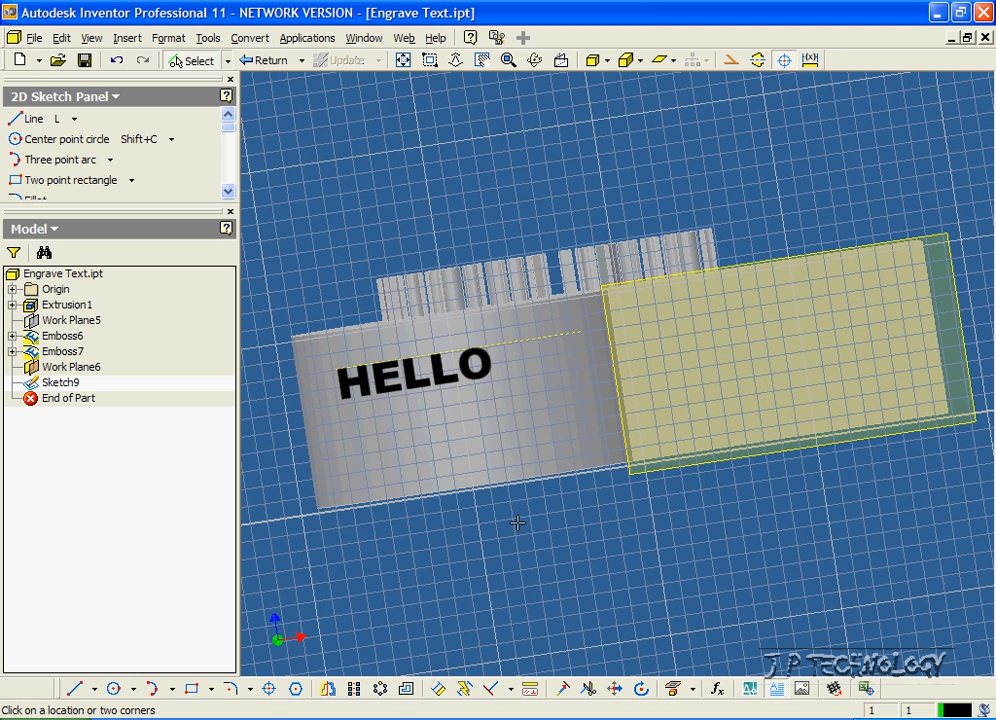 Autodesk Inventor Professional 11 - NETWORK VERSION - [Engrave Text.ipt]
File Edit View Insert Format Tools Convert Applications Window Web Help
Select Return Update
2D Sketch Panel
Line L
Center point circle Shift+C
Three point arc
Two point rectangle
Fillet
Model
Engrave Text.ipt
Origin
Extrusion1
Work Plane5
Emboss6
Emboss7
Work Plane6
Sketch9
End of Part
HELLO
J P TECHNOLOGY
Click on a location or two corners
1 1